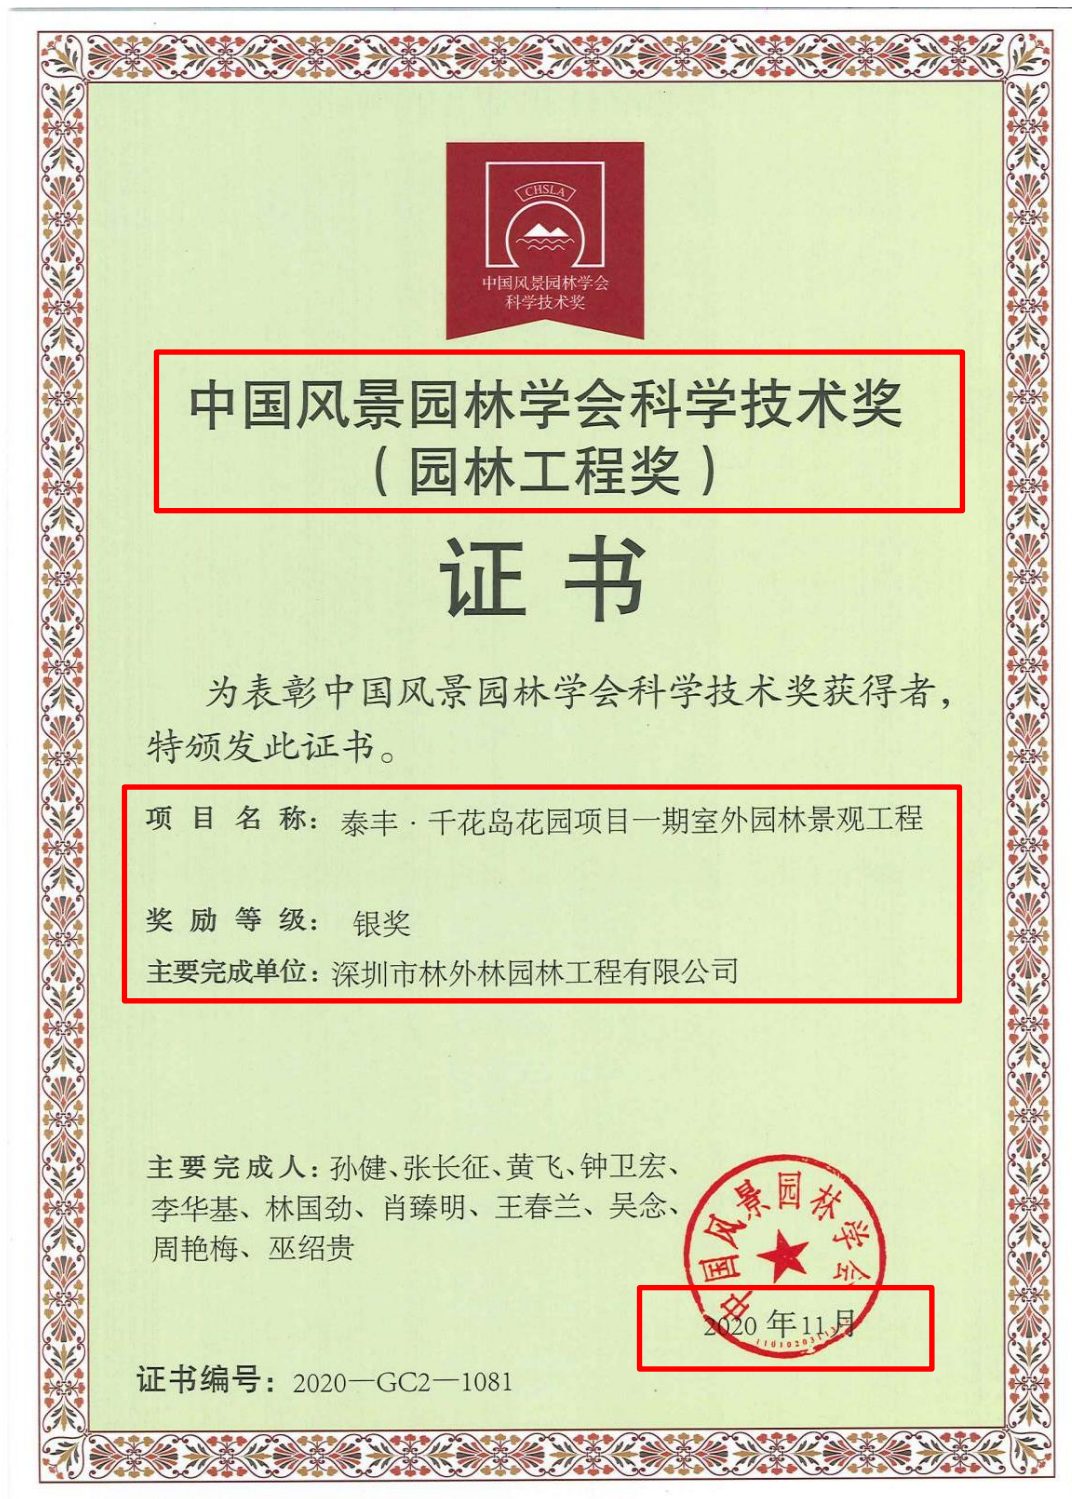 CHSLA
中国风景园林学会
科学技术奖
中国风景园林学会科学技术奖
（园林工程奖）
证书
为表彰中国风景园林学会科学技术奖获得者，
特颁发此证书。
项目名称：泰丰·千花岛花园项目一期室外园林景观工程
奖励等级：银奖
主要完成单位：深圳市林外林园林工程有限公司
主要完成人：孙健、张长征、黄飞、钟卫宏、
李华基、林国劲、肖臻明、王春兰、吴念、
周艳梅、巫绍贵
中国风景园林学会
2020年11月
证书编号：2020—GC2—1081